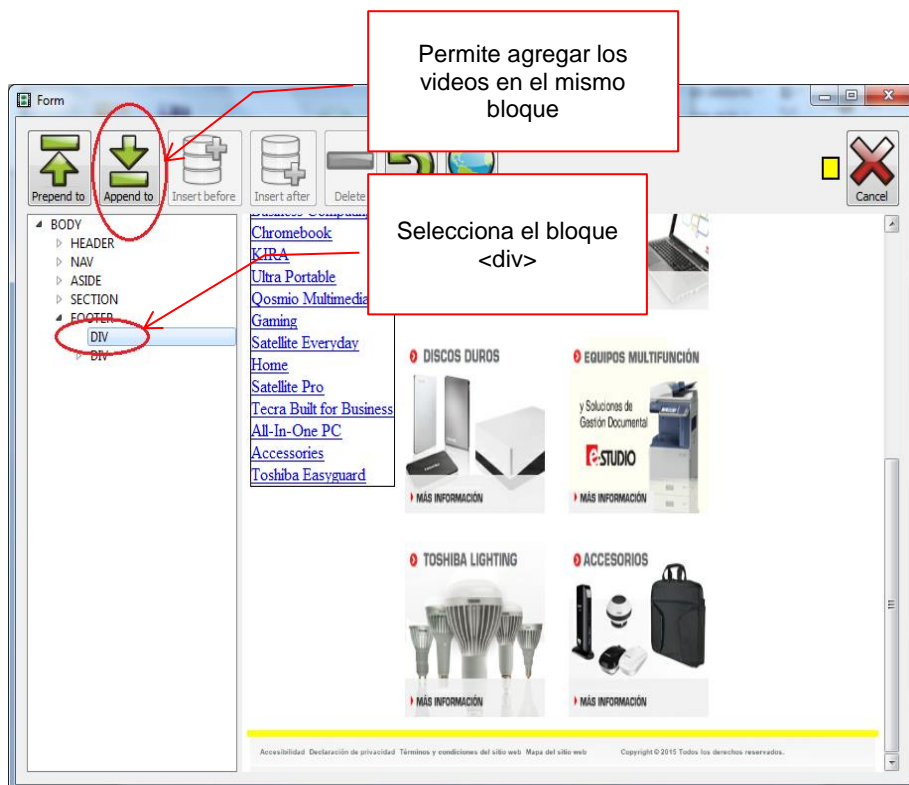 Permite agregar los
videos en el mismo
bloque
Form
Prepend to
Append to
Insert before
Insert after
Delete
Cancel
Selecciona el bloque
<div>
BODY
HEADER
NAV
ASIDE
SECTION
FOOTER
DIV
DIV
Business Computing
Chromebook
KIRA
Ultra Portable
Qosmio Multimedia
Gaming
Satellite Everyday
Home
Satellite Pro
Tecra Built for Business
All-In-One PC
Accessories
Toshiba Easyguard
DISCOS DUROS
MÁS INFORMACIÓN
EQUIPOS MULTIFUNCIÓN
y Soluciones de
Gestión Documental
e-STUDIO
MÁS INFORMACIÓN
TOSHIBA LIGHTING
MÁS INFORMACIÓN
ACCESORIOS
MÁS INFORMACIÓN
Accesibilidad Declaración de privacidad Términos y condiciones del sitio web Mapa del sitio web Copyright © 2015 Todos los derechos reservados.